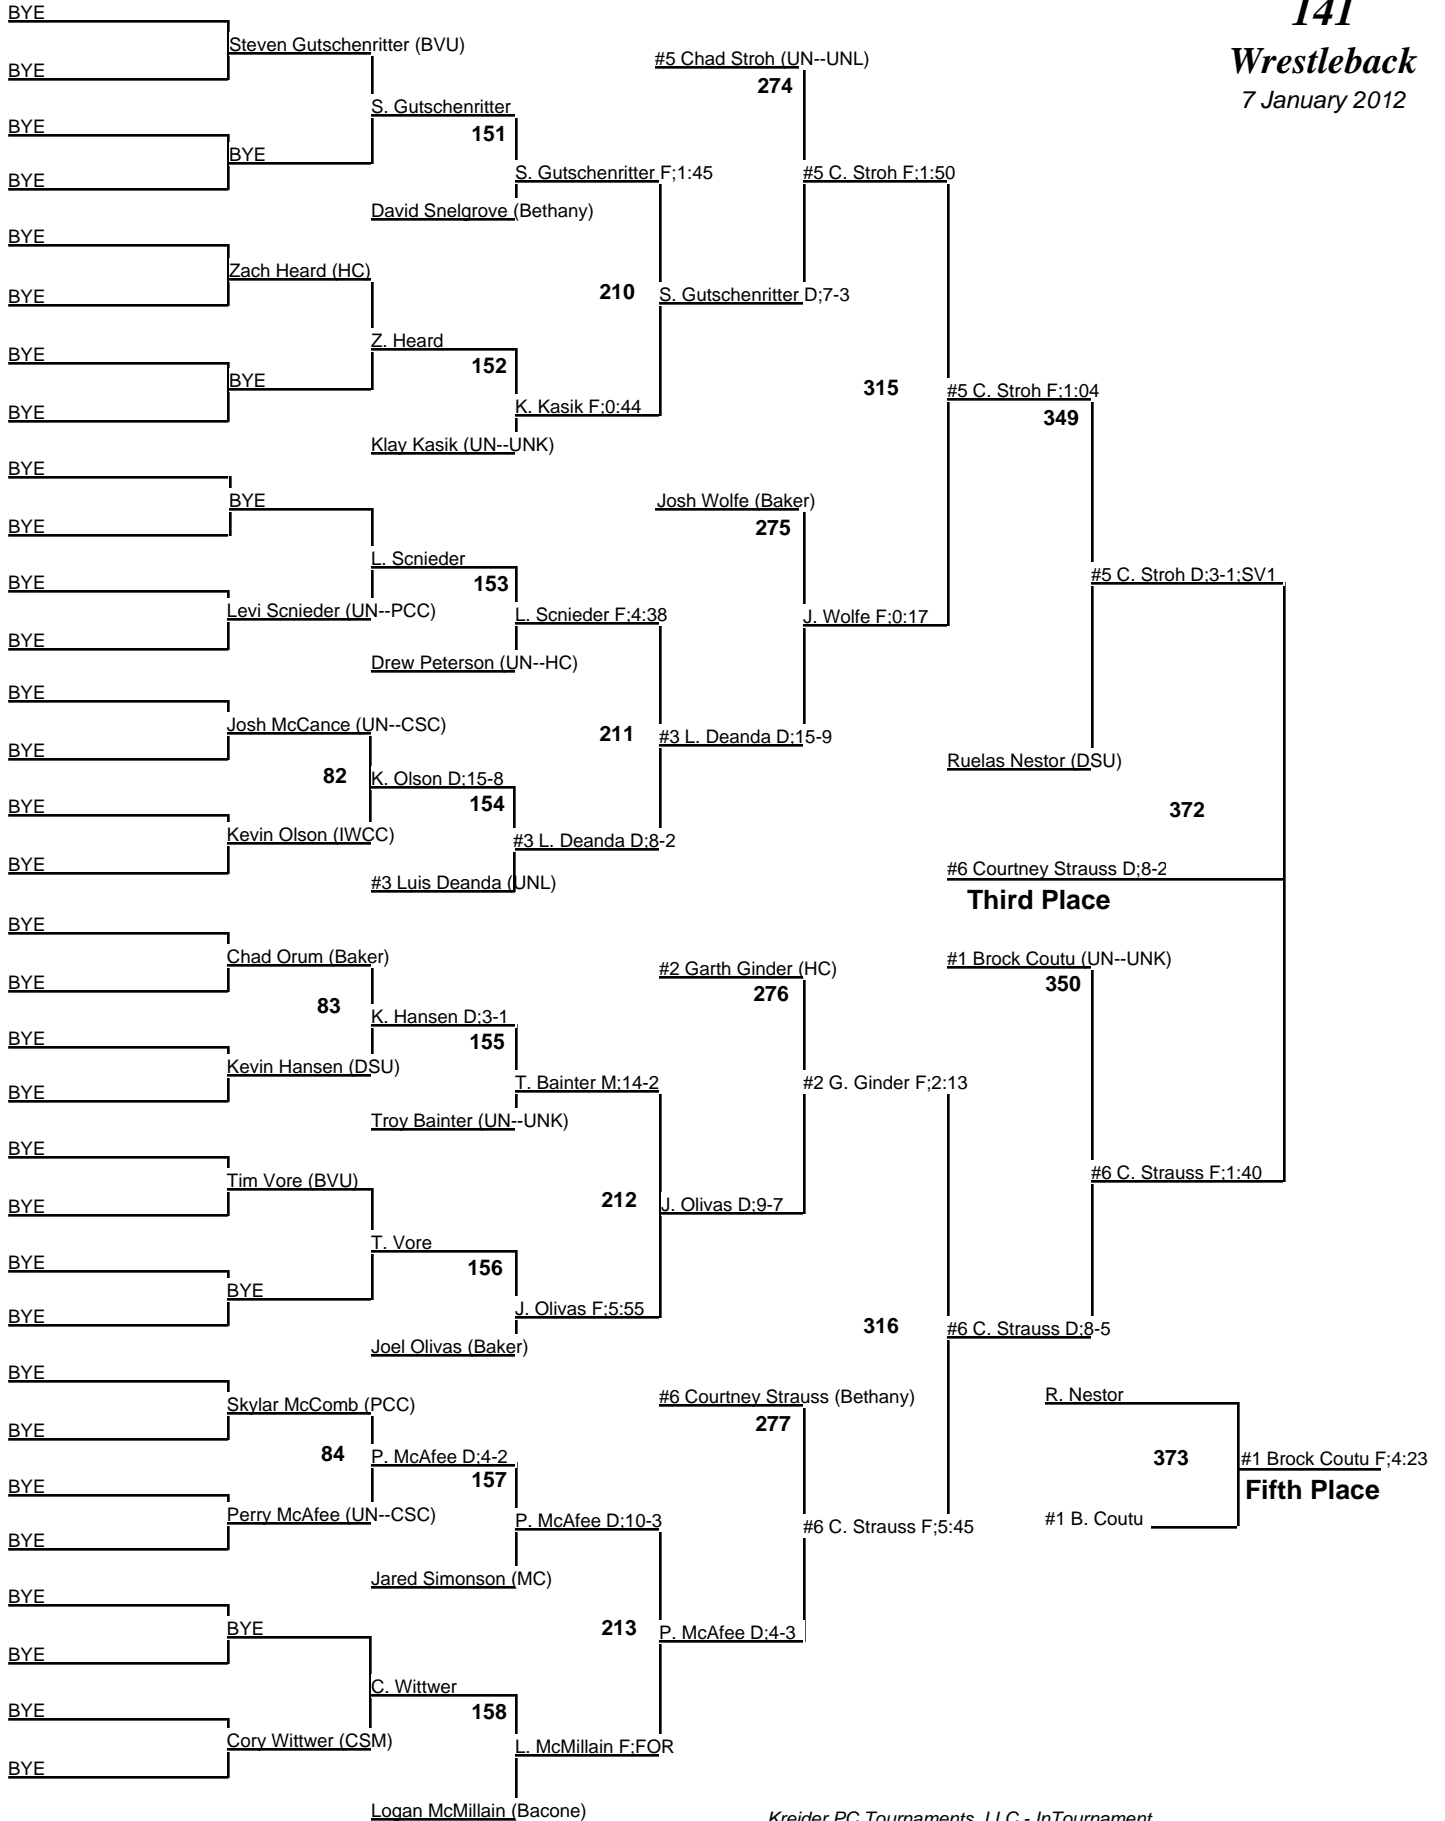 141
Wrestleback
7 January 2012
BYE
Steven Gutschenritter (BVU)
#5 Chad Stroh (UN--UNL)
BYE
274
S. Gutschenritter
BYE
151
BYE
S. Gutschenritter F;1:45
#5 C. Stroh F;1:50
BYE
David Snelgrove (Bethany)
BYE
Zach Heard (HC)
210
S. Gutschenritter D;7-3
BYE
Z. Heard
BYE
152
BYE
315
#5 C. Stroh F;1:04
K. Kasik F;0:44
BYE
349
Klay Kasik (UN--UNK)
BYE
BYE
Josh Wolfe (Baker)
BYE
275
L. Scnieder
#5 C. Stroh D;3-1;SV1
BYE
153
Levi Scnieder (UN--PCC)
L. Scnieder F;4:38
J. Wolfe F;0:17
BYE
Drew Peterson (UN--HC)
BYE
Josh McCance (UN--CSC)
211
#3 L. Deanda D;15-9
BYE
Ruelas Nestor (DSU)
82
K. Olson D;15-8
BYE
154
372
Kevin Olson (IWCC)
#3 L. Deanda D;8-2
BYE
#6 Courtney Strauss D;8-2
#3 Luis Deanda (UNL)
Third Place
BYE
Chad Orum (Baker)
#2 Garth Ginder (HC)
#1 Brock Coutu (UN--UNK)
BYE
276
350
83
K. Hansen D;3-1
BYE
155
Kevin Hansen (DSU)
T. Bainter M;14-2
#2 G. Ginder F;2:13
BYE
Troy Bainter (UN--UNK)
BYE
Tim Vore (BVU)
#6 C. Strauss F;1:40
BYE
212
J. Olivas D;9-7
T. Vore
BYE
156
BYE
J. Olivas F;5:55
BYE
316
#6 C. Strauss D;8-5
Joel Olivas (Baker)
BYE
Skylar McComb (PCC)
#6 Courtney Strauss (Bethany)
R. Nestor
BYE
277
84
P. McAfee D;4-2
373
#1 Brock Coutu F;4:23
BYE
157
Fifth Place
Perry McAfee (UN--CSC)
P. McAfee D;10-3
#6 C. Strauss F;5:45
#1 B. Coutu
BYE
Jared Simonson (MC)
BYE
BYE
213
P. McAfee D;4-3
BYE
C. Wittwer
BYE
158
Cory Wittwer (CSM)
L. McMillain F;FOR
BYE
Logan McMillain (Bacone)
Kreider PC Tournaments, LLC - InTournament